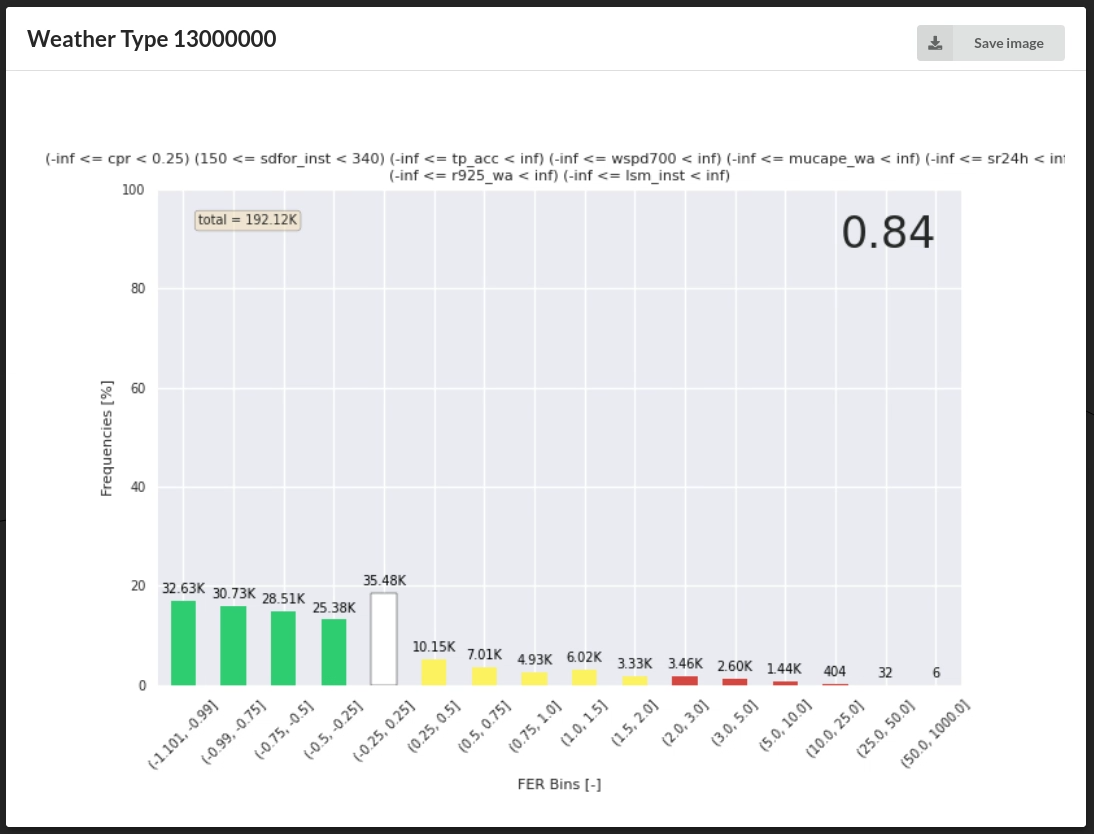 Weather Type 13000000
Save image
(-inf <= cpr < 0.25) (150 <= sdfor_inst < 340) (-inf <= tp_acc < inf) (-inf <= wspd700 < inf) (-inf <= mucape_wa < inf) (-inf <= sr24h < inf
(-inf <= r925_wa < inf) (-inf <= lsm_inst < inf)
100
total = 192.12K
0.84
80
60
Frequencies [%]
40
20
0
32.63K
30.73K
28.51K
25.38K
35.48K
10.15K
7.01K
4.93K
6.02K
3.33K
3.46K
2.60K
1.44K
404
32
6
(-1.101, -0.99]
(-0.99, -0.75]
(-0.75, -0.5]
(-0.5, -0.25]
(-0.25, 0.25]
(0.25, 0.5]
(0.5, 0.75]
(0.75, 1.0]
(1.0, 1.5]
(1.5, 2.0]
(2.0, 3.0]
(3.0, 5.0]
(5.0, 10.0]
(10.0, 25.0]
(25.0, 50.0]
(50.0, 1000.0]
FER Bins [-]